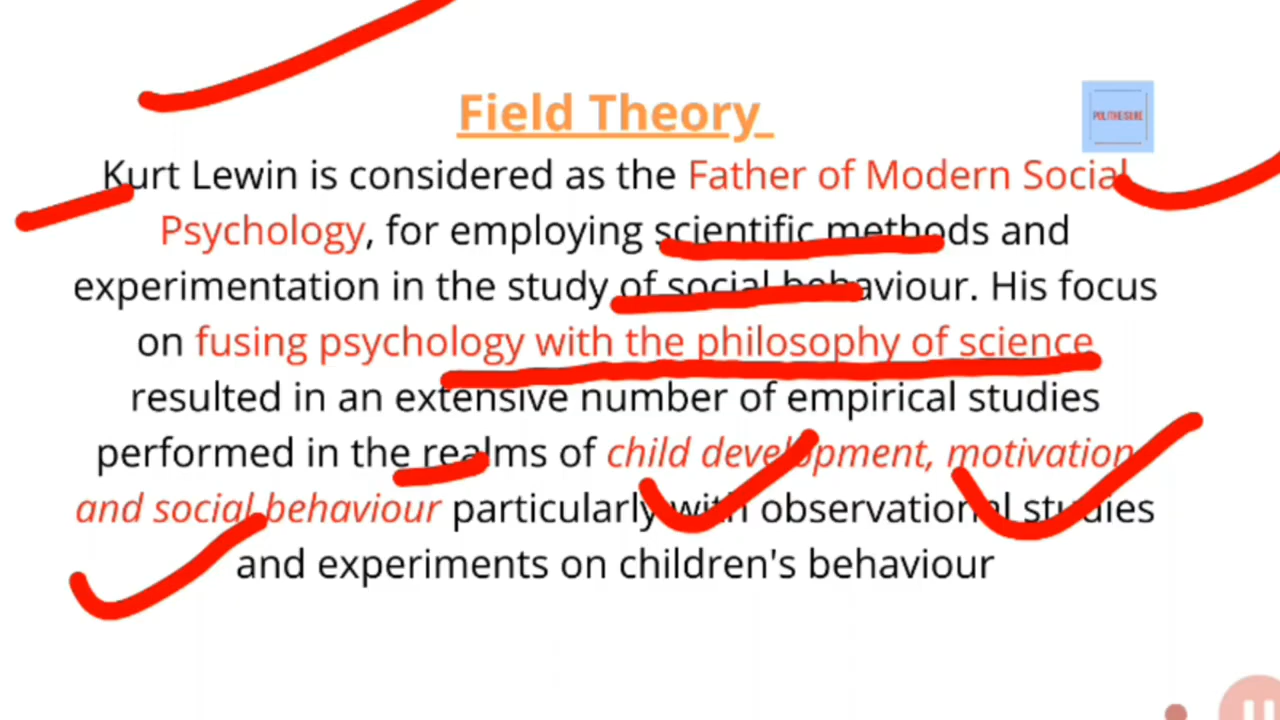 Field Theory
POLITHEISURE
Kurt Lewin is considered as the Father of Modern Social
Psychology, for employing scientific methods and
experimentation in the study of social behaviour. His focus
on fusing psychology with the philosophy of science
resulted in an extensive number of empirical studies
performed in the realms of child development, motivation
and social behaviour particularly with observational studies
and experiments on children's behaviour